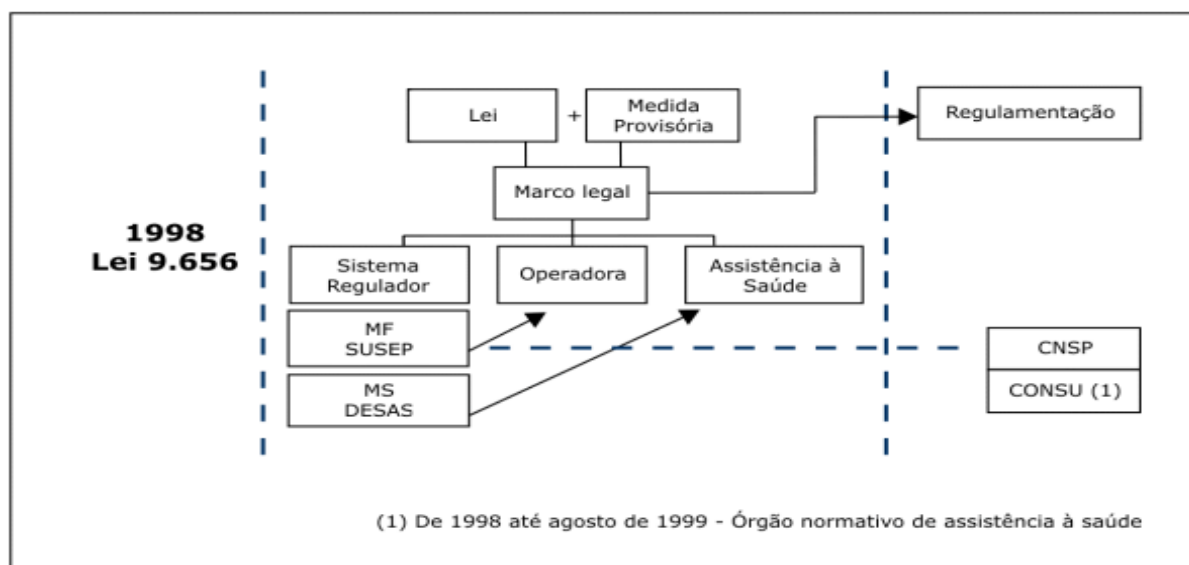 Lei
+
Medida
Provisória
Regulamentação
Marco legal
1998
Lei 9.656
Sistema
Regulador
Operadora
Assistência à
Saúde
MF
SUSEP
MS
DESAS
CNSP
CONSU (1)
(1) De 1998 até agosto de 1999 - Órgão normativo de assistência à saúde